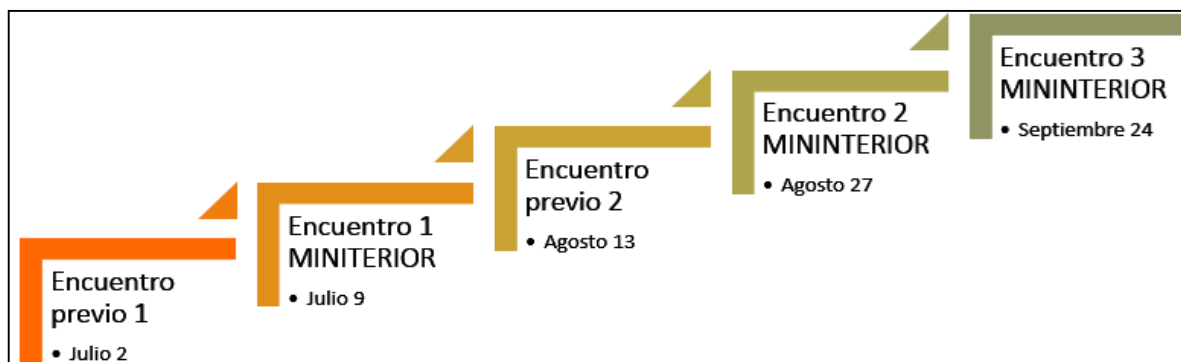 Encuentro
previo 1
• Julio 2
Encuentro 1
MINITERIOR
• Julio 9
Encuentro
previo 2
• Agosto 13
Encuentro 2
MININTERIOR
• Agosto 27
Encuentro 3
MININTERIOR
• Septiembre 24